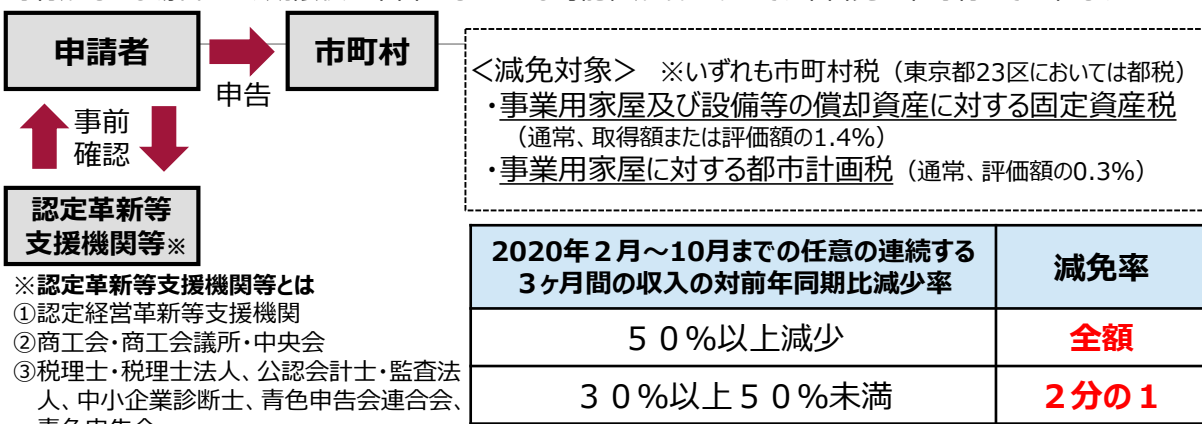 申請者
市町村
申告
事前
確認
認定革新等
支援機関等※
※認定革新等支援機関等とは
①認定経営革新等支援機関
②商工会・商工会議所・中央会
③税理士・税理士法人、公認会計士・監査法
人、中小企業診断士、青色申告会連合会、
<減免対象> ※いずれも市町村税（東京都23区においては都税）
・事業用家屋及び設備等の償却資産に対する固定資産税
（通常、取得額または評価額の1.4%）
・事業用家屋に対する都市計画税（通常、評価額の0.3%）
2020年２月～10月までの任意の連続する
３ヶ月間の収入の対前年同期比減少率
減免率
５０%以上減少
全額
３０%以上５０%未満
２分の１